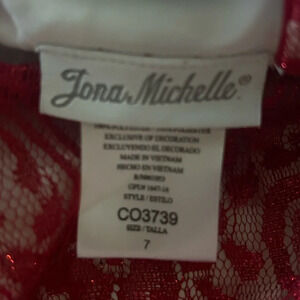 Jona Michelle®
EXCLUSIVE OF DECORATION
EXCLUYENDO EL DECORADO
MADE IN VIETNAM
HECHO EN VIETNAM
STYLE / ESTILO
CO3739
SIZE / TALLA
7